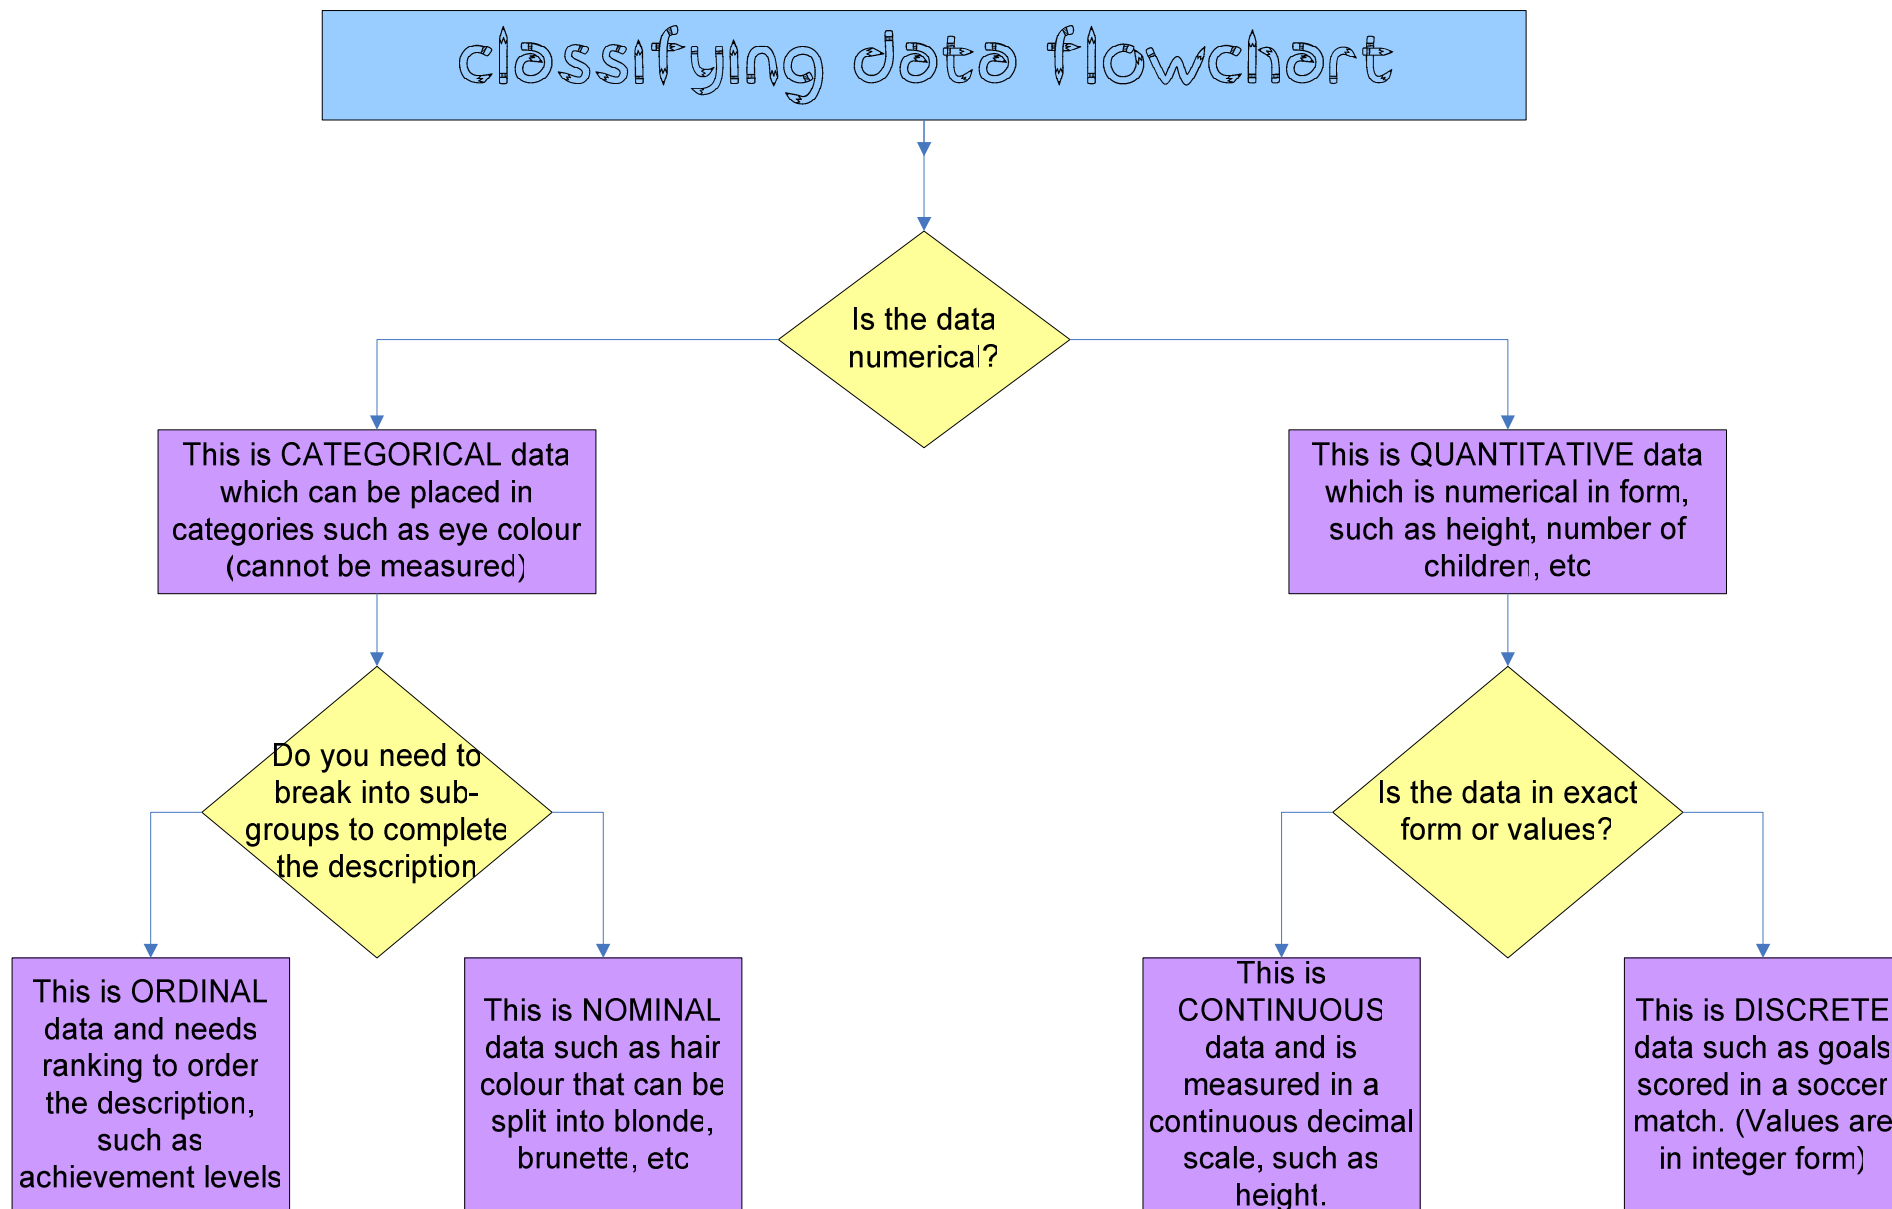 classifying data flowchart
Is the data
numerical?
This is CATEGORICAL data
which can be placed in
categories such as eye colour
(cannot be measured)
This is QUANTITATIVE data
which is numerical in form,
such as height, number of
children, etc
Do you need to
break into sub-
groups to complete
the description
Is the data in exact
form or values?
This is ORDINAL
data and needs
ranking to order
the description,
such as
achievement levels
This is NOMINAL
data such as hair
colour that can be
split into blonde,
brunette, etc
This is
CONTINUOUS
data and is
measured in a
continuous decimal
scale, such as
height.
This is DISCRETE
data such as goals
scored in a soccer
match. (Values are
in integer form)